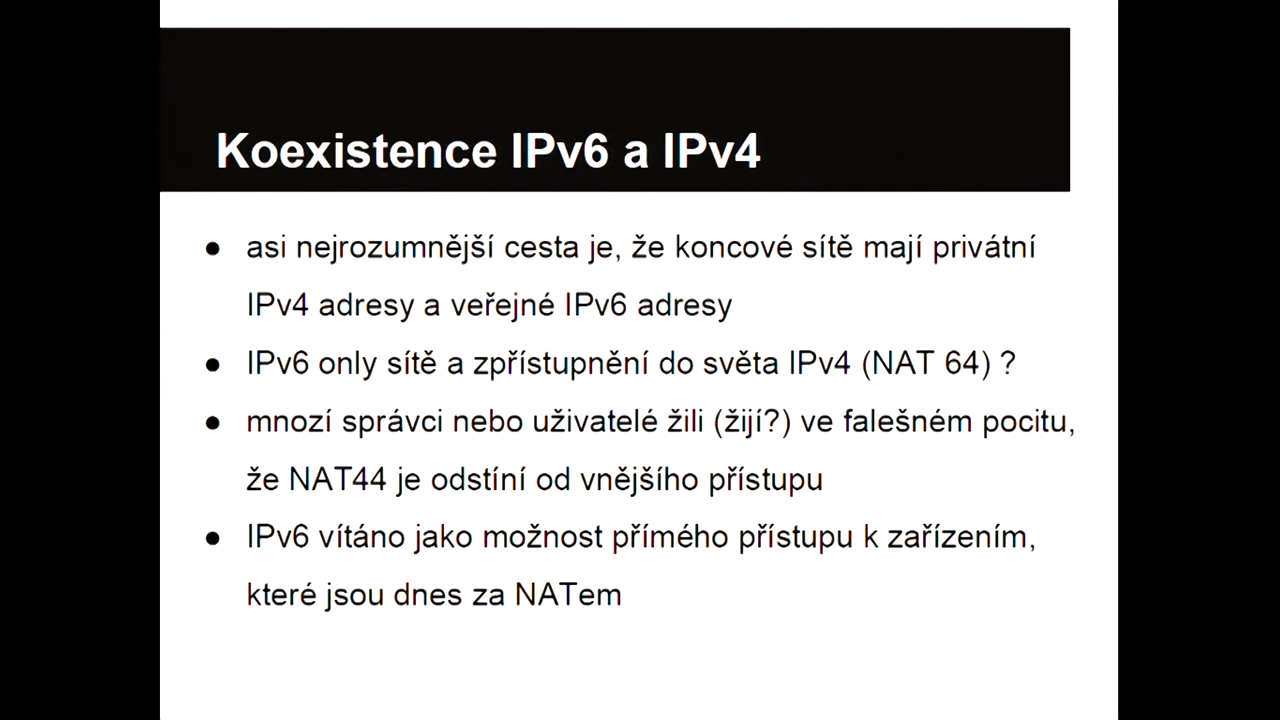 Koexistence IPv6 a IPv4
● asi nejrozumnější cesta je, že koncové sítě mají privátní
IPv4 adresy a veřejné IPv6 adresy
● IPv6 only sítě a zpřístupnění do světa IPv4 (NAT 64) ?
● mnozí správci nebo uživatelé žili (žijí?) ve falešném pocitu,
že NAT44 je odstíní od vnějšího přístupu
● IPv6 vítáno jako možnost přímého přístupu k zařízením,
které jsou dnes za NATem